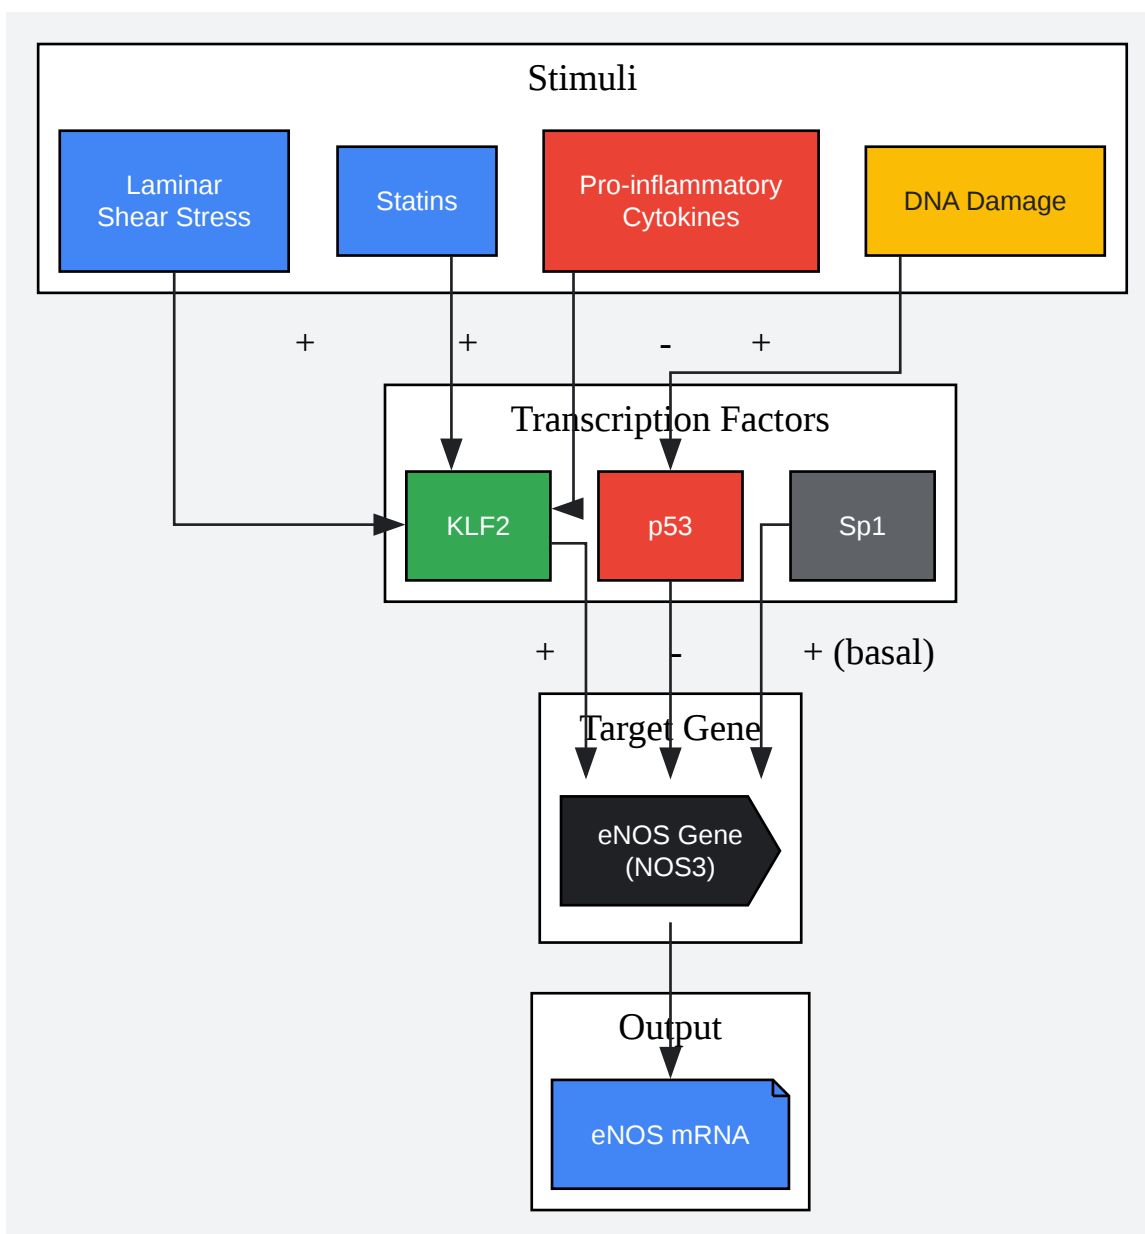 Stimuli
Laminar
Shear Stress
Statins
Pro-inflammatory
Cytokines
DNA Damage
+
+
-
+
Transcription Factors
KLF2
p53
Sp1
+
-
+ (basal)
Target Gene
eNOS Gene
(NOS3)
Output
eNOS mRNA